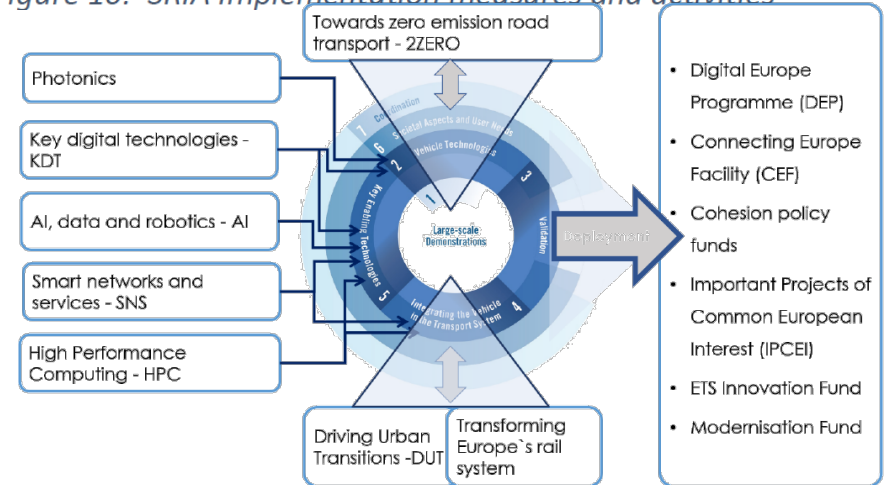 Figure 10: SRIA implementation measures and activities
Towards zero emission road
transport - 2ZERO
Photonics
Key digital technologies -
KDT
AI, data and robotics - AI
Smart networks and
services - SNS
High Performance
Computing - HPC
7 Coordination
6 Societal Aspects and User Needs
2 Vehicle Technologies
1
Large-scale
Demonstrations
3
Validation
Key Enabling Technologies
5
Integrating the Vehicle
in the Transport System
4
Deployment
Driving Urban
Transitions -DUT
Transforming
Europe`s rail
system
• Digital Europe
Programme (DEP)
• Connecting Europe
Facility (CEF)
• Cohesion policy
funds
• Important Projects of
Common European
Interest (IPCEI)
• ETS Innovation Fund
• Modernisation Fund